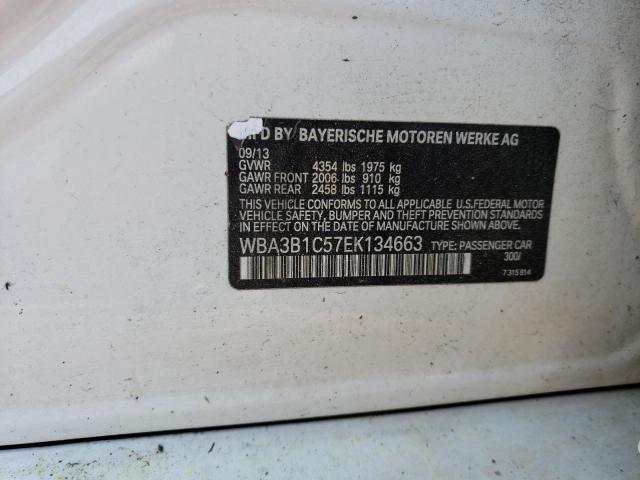 MFD BY BAYERISCHE MOTOREN WERKE AG
09/13
GVWR 4354 lbs 1975 kg
GAWR FRONT 2006 lbs 910 kg
GAWR REAR 2458 lbs 1115 kg
THIS VEHICLE CONFORMS TO ALL APPLICABLE U.S.FEDERAL MOTOR
VEHICLE SAFETY, BUMPER AND THEFT PREVENTION STANDARDS IN
EFFECT ON THE DATE OF MANUFACTURE SHOWN ABOVE.
WBA3B1C57EK134663 TYPE: PASSENGER CAR
300/
7315814